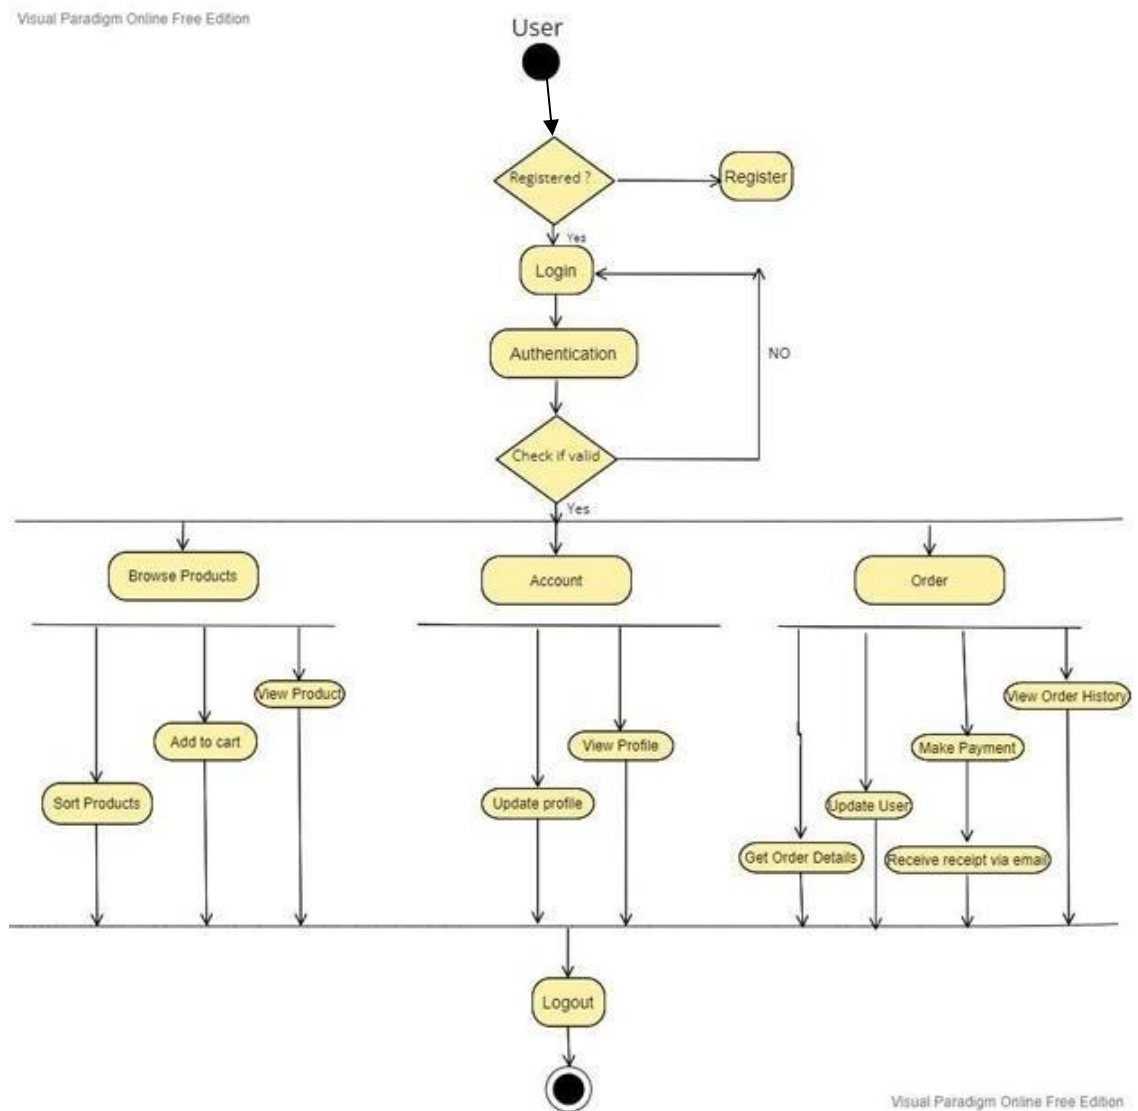 Visual Paradigm Online Free Edition
User
Registered ?
Register
Yes
Login
Authentication
NO
Check if valid
Yes
Browse Products
Account
Order
View Product
View Order History
Add to cart
View Profile
Make Payment
Sort Products
Update profile
Update User
Get Order Details
Receive receipt via email
Logout
Visual Paradigm Online Free Edition